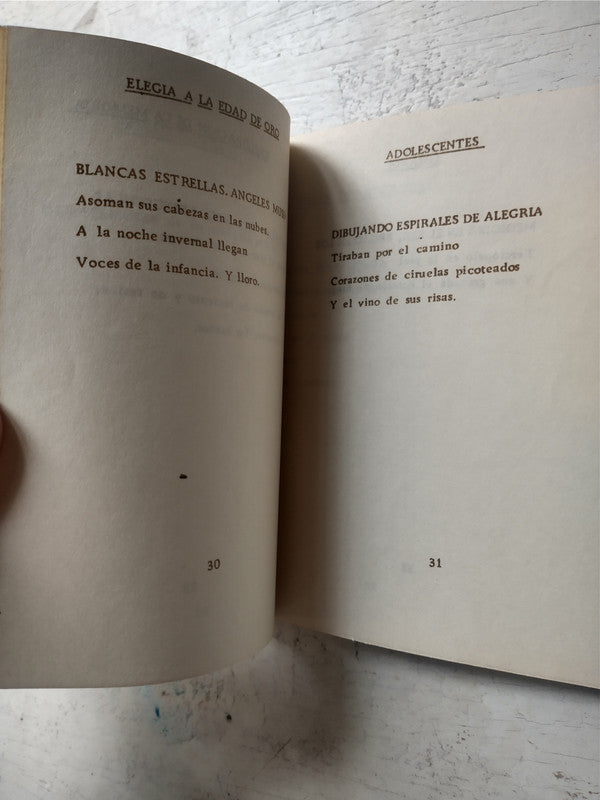 ELEGIA A LA EDAD DE ORO
BLANCAS ESTRELLAS. ANGELES
Asoman sus cabezas en las nubes.
A la noche invernal llegan
Voces de la infancia. Y lloro.
30
ADOLESCENTES
DIBUJANDO ESPIRALES DE ALEGRIA
Tiraban por el camino
Corazones de ciruelas picoteados
Y el vino de sus risas.
31